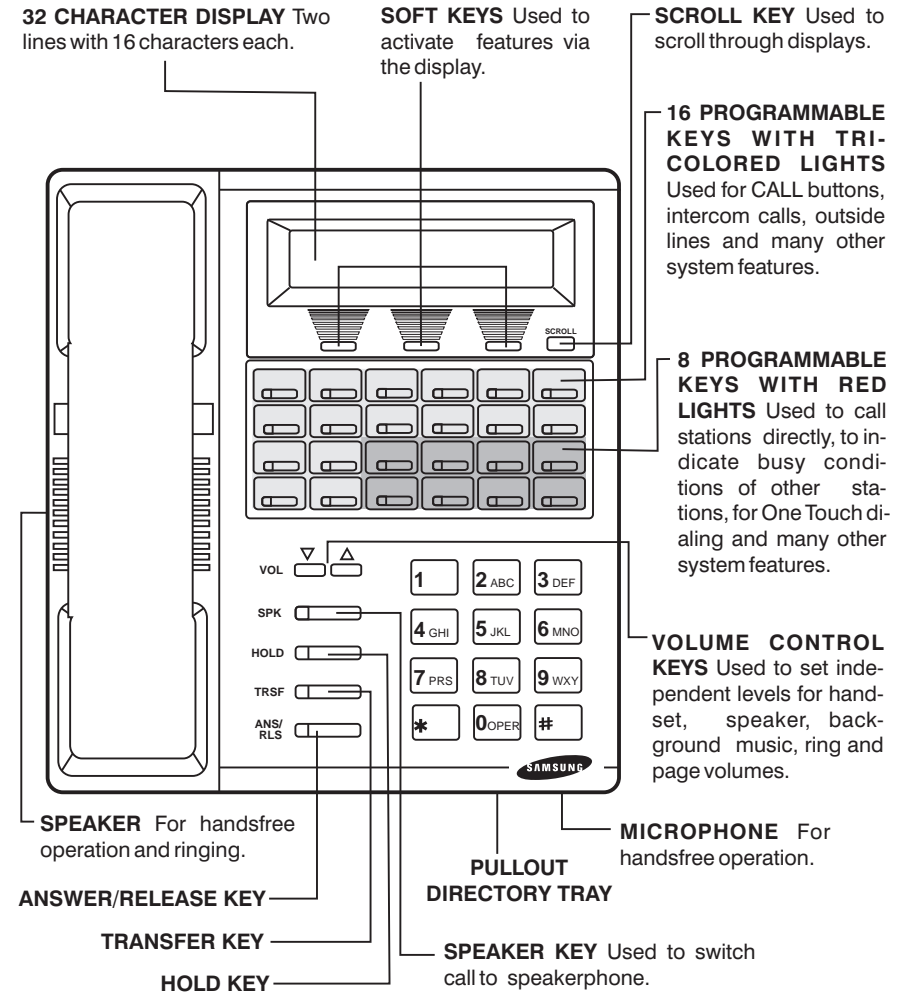 32 CHARACTER DISPLAY Two
lines with 16 characters each.
SOFT KEYS Used to
activate features via
the display.
SCROLL KEY Used to
scroll through displays.
16 PROGRAMMABLE
KEYS WITH TRI-
COLORED LIGHTS
Used for CALL buttons,
intercom calls, outside
lines and many other
system features.
SCROLL
8 PROGRAMMABLE
KEYS WITH RED
LIGHTS Used to call
stations directly, to in-
dicate busy condi-
tions of other sta-
tions, for One Touch di-
aling and many other
system features.
VOL
SPK
HOLD
TRSF
ANS/
RLS
1 2 ABC 3 DEF
4 GHI 5 JKL 6 MNO
7 PRS 8 TUV 9 WXY
* 0 OPER #
SAMSUNG
VOLUME CONTROL
KEYS Used to set inde-
pendent levels for hand-
set, speaker, back-
ground music, ring and
page volumes.
SPEAKER For handsfree
operation and ringing.
MICROPHONE For
handsfree operation.
PULLOUT
DIRECTORY TRAY
ANSWER/RELEASE KEY
TRANSFER KEY
SPEAKER KEY Used to switch
call to speakerphone.
HOLD KEY